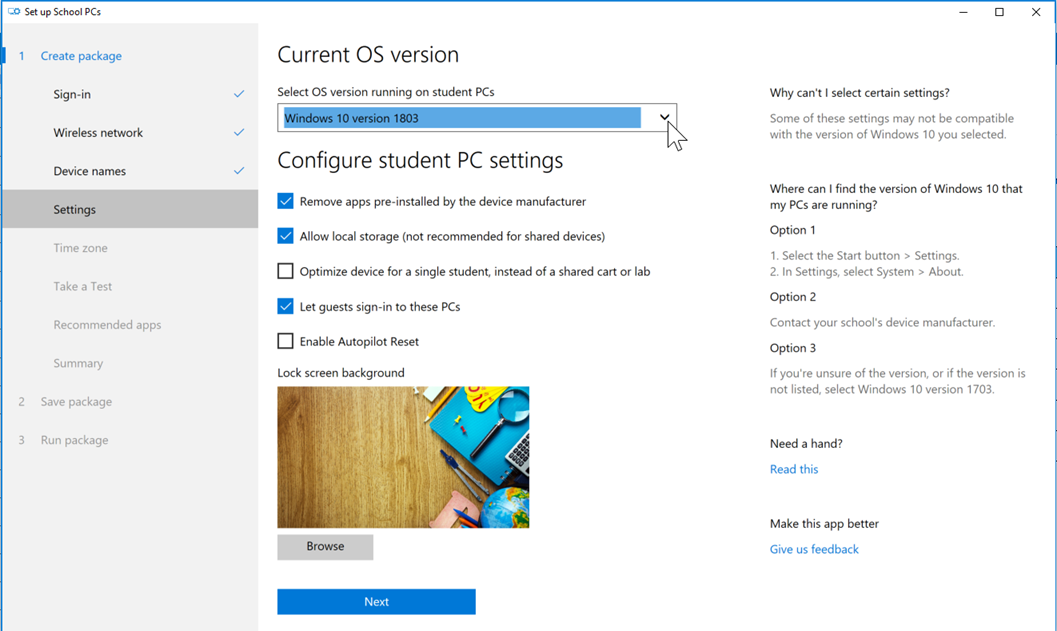 Set up School PCs
1 Create package
Sign-in
Wireless network
Device names
Settings
Time zone
Take a Test
Recommended apps
Summary
2 Save package
3 Run package
Current OS version
Select OS version running on student PCs
Windows 10 version 1803
Configure student PC settings
Remove apps pre-installed by the device manufacturer
Allow local storage (not recommended for shared devices)
Optimize device for a single student, instead of a shared cart or lab
Let guests sign-in to these PCs
Enable Autopilot Reset
Lock screen background
Browse
Next
Why can't I select certain settings?
Some of these settings may not be compatible
with the version of Windows 10 you selected.
Where can I find the version of Windows 10 that
my PCs are running?
Option 1
1. Select the Start button > Settings.
2. In Settings, select System > About.
Option 2
Contact your school's device manufacturer.
Option 3
If you're unsure of the version, or if the version is
not listed, select Windows 10 version 1703.
Need a hand?
Read this
Make this app better
Give us feedback